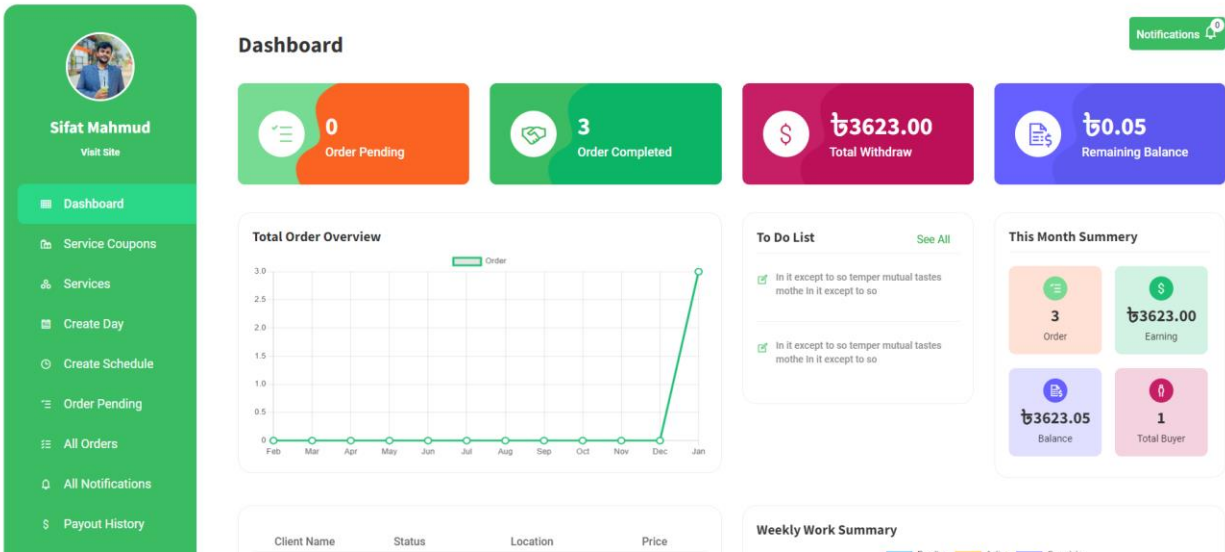 Sifat Mahmud
Visit Site
Dashboard
Service Coupons
Services
Create Day
Create Schedule
Order Pending
All Orders
All Notifications
Payout History
Dashboard
Notifications 0
0
Order Pending
3
Order Completed
৳3623.00
Total Withdraw
৳0.05
Remaining Balance
Total Order Overview
Order
3.0
2.5
2.0
1.5
1.0
0.5
0
Feb Mar Apr May Jun Jul Aug Sep Oct Nov Dec Jan
To Do List See All
In it except to so temper mutual tastes
mothe in it except to so
In it except to so temper mutual tastes
mothe in it except to so
This Month Summery
3
Order
৳3623.00
Earning
৳3623.05
Balance
1
Total Buyer
Client Name Status Location Price
Weekly Work Summary